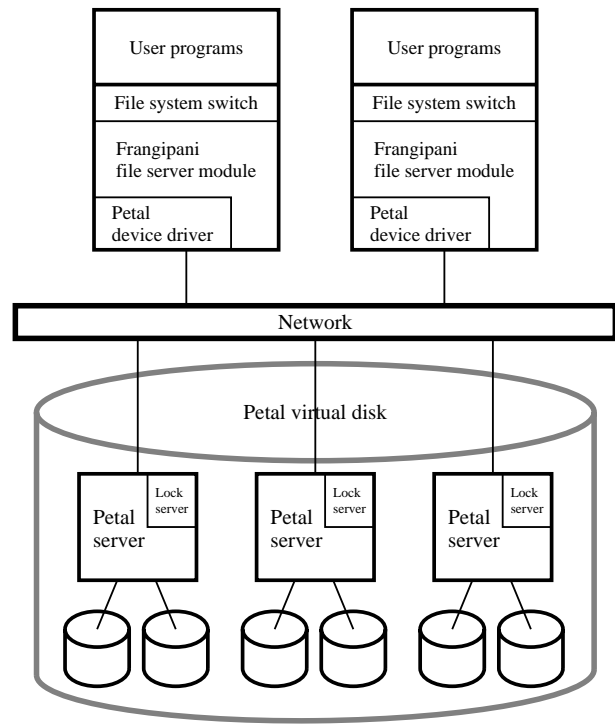 User programs
User programs
File system switch
File system switch
Frangipani
file server module
Frangipani
file server module
Petal
device driver
Petal
device driver
Network
Petal virtual disk
Petal
server
Lock
server
Petal
server
Lock
server
Petal
server
Lock
server